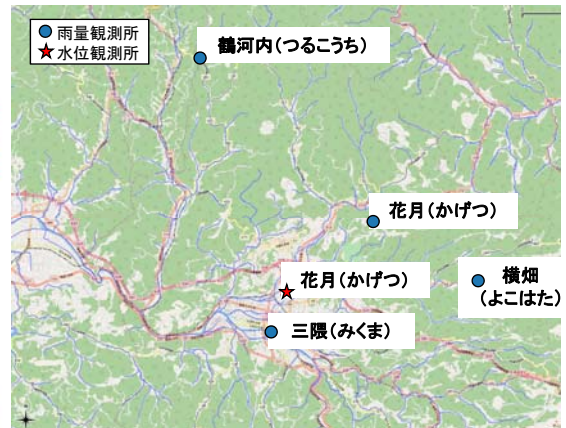 雨量観測所
水位観測所
鶴河内(つるこうち)
花月(かげつ)
花月(かげつ)
横畑
(よこはた)
三隈(みくま)